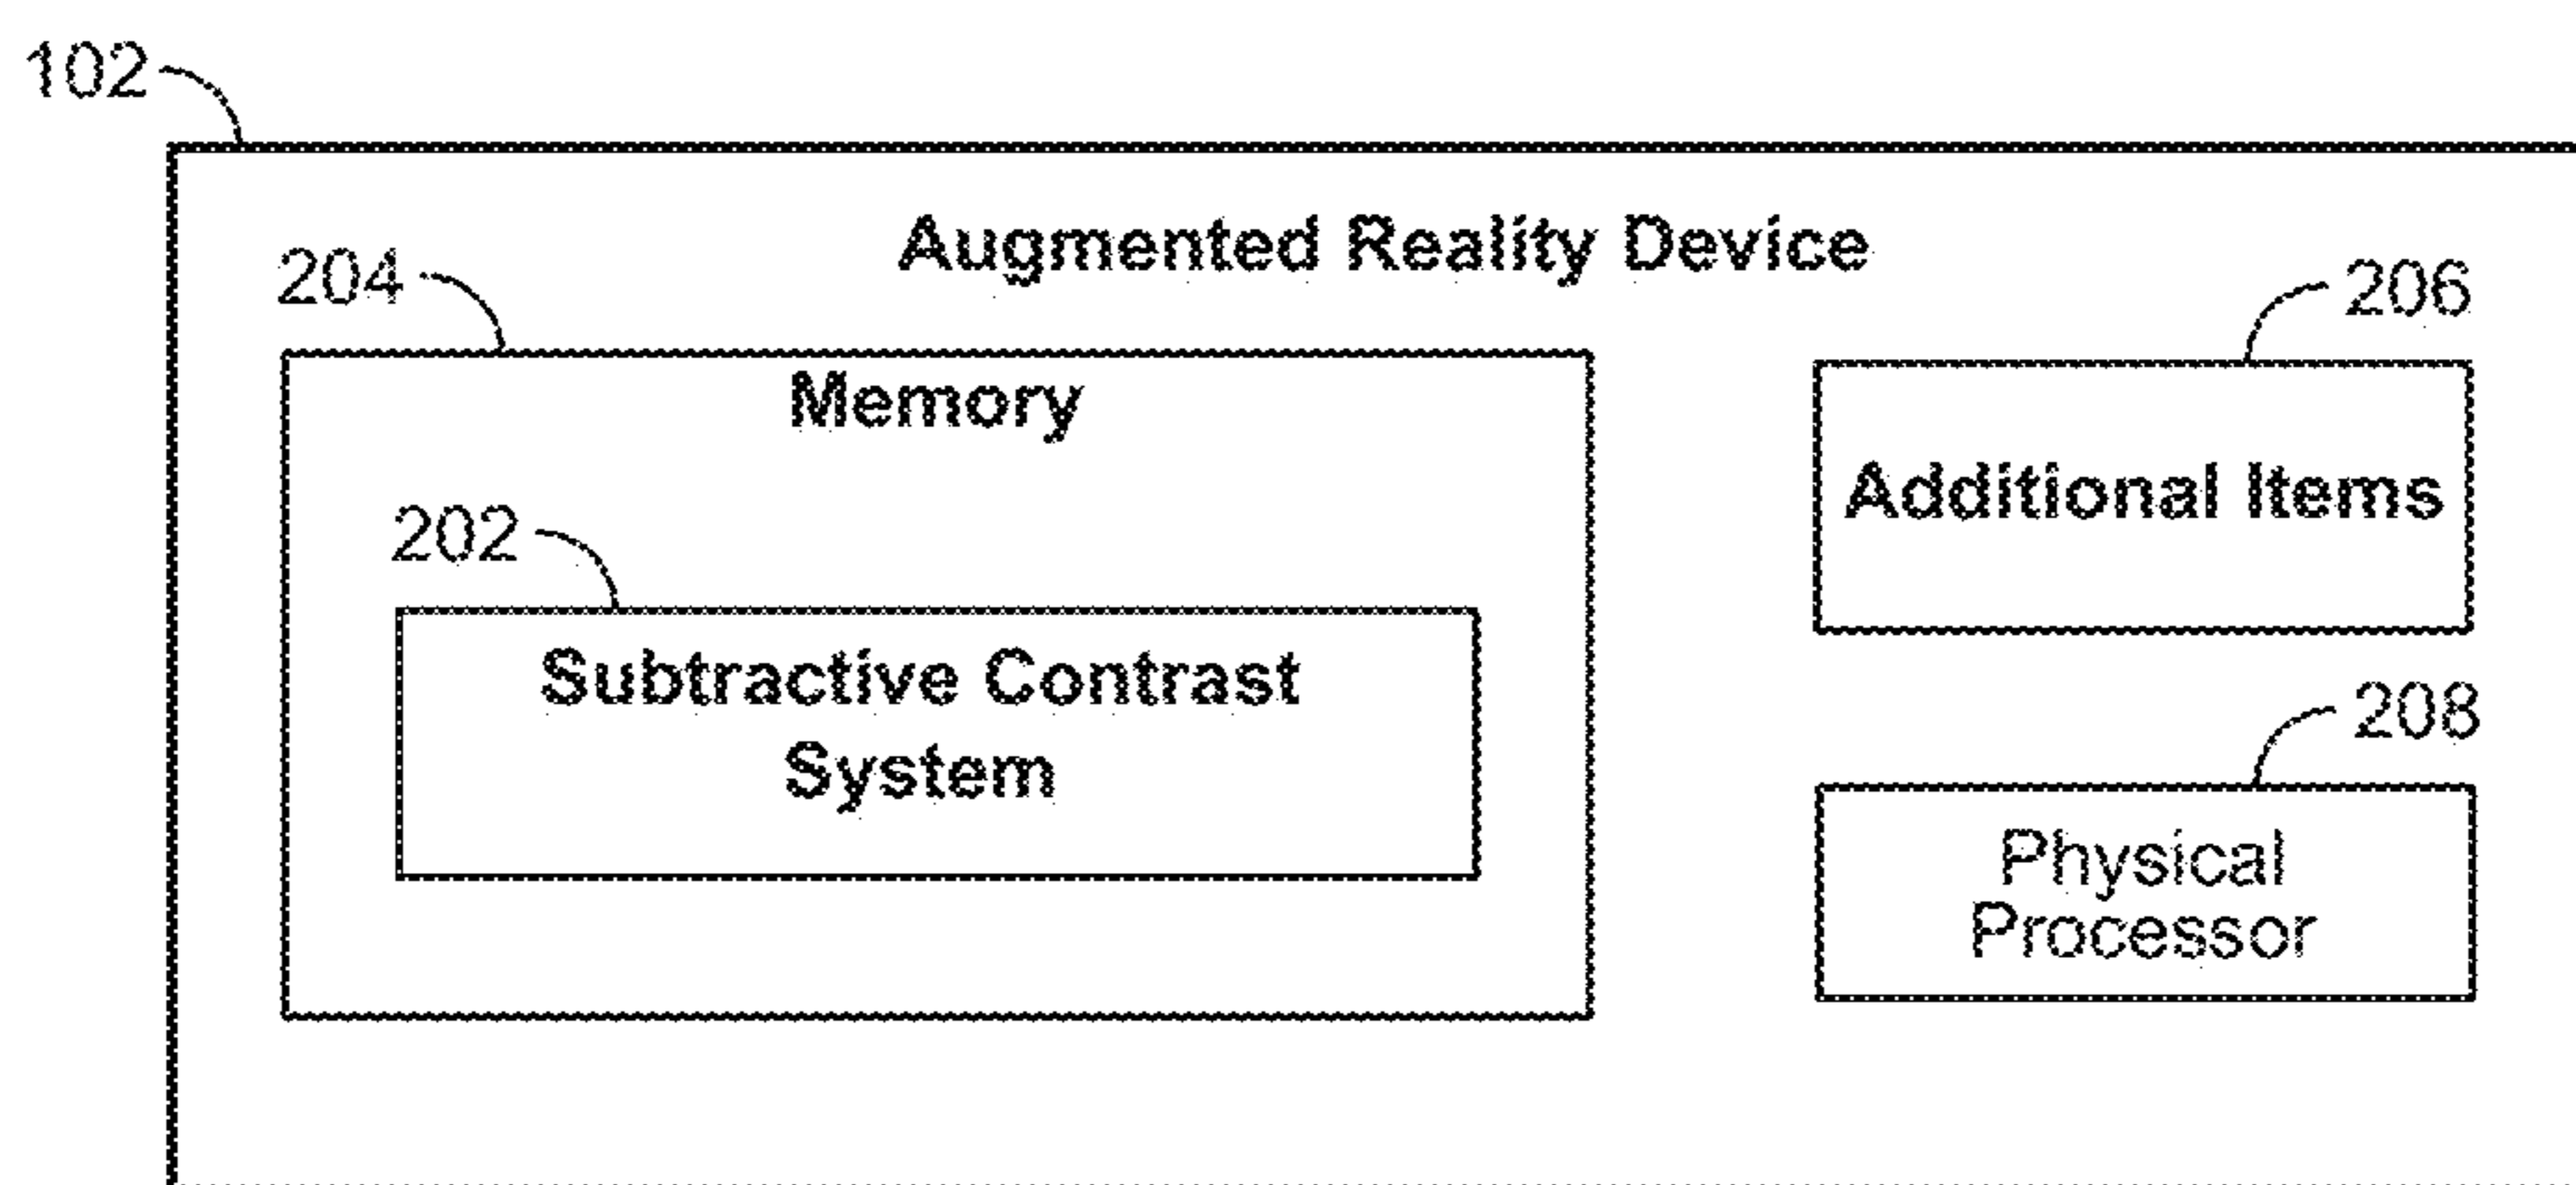 102
Augmented Reality Device
204
206
Memory
Additional Items
202
Subtractive Contrast
System
208
Physical
Processor